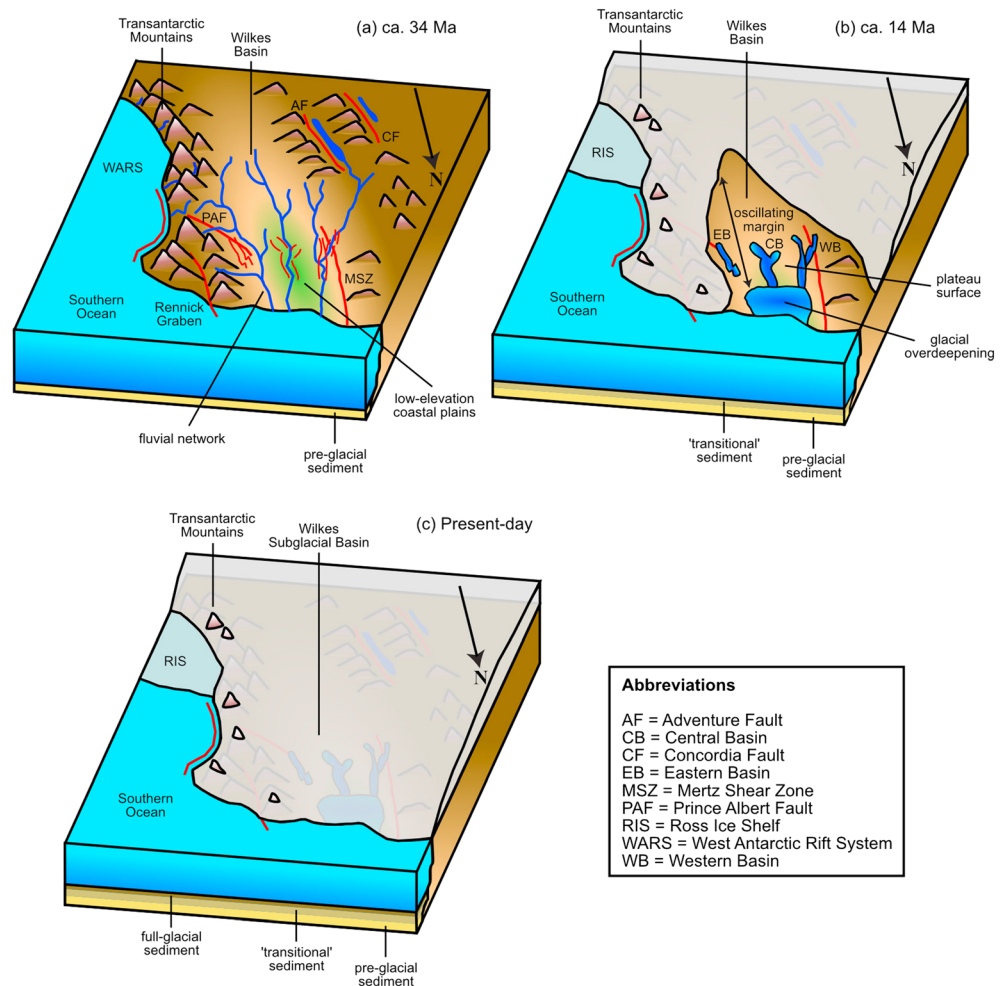 (a) ca. 34 Ma
Transantarctic
Mountains
Wilkes
Basin
AF
CF
N
WARS
PAF
MSZ
Southern
Ocean
Rennick
Graben
low-elevation
coastal plains
fluvial network
pre-glacial
sediment
(b) ca. 14 Ma
Transantarctic
Mountains
Wilkes
Basin
RIS
N
oscillating
margin
EB
CB
WB
Southern
Ocean
plateau
surface
glacial
overdeepening
'transitional'
sediment
pre-glacial
sediment
(c) Present-day
Transantarctic
Mountains
Wilkes
Subglacial Basin
RIS
N
Southern
Ocean
full-glacial
sediment
'transitional'
sediment
pre-glacial
sediment
Abbreviations
AF = Adventure Fault
CB = Central Basin
CF = Concordia Fault
EB = Eastern Basin
MSZ = Mertz Shear Zone
PAF = Prince Albert Fault
RIS = Ross Ice Shelf
WARS = West Antarctic Rift System
WB = Western Basin